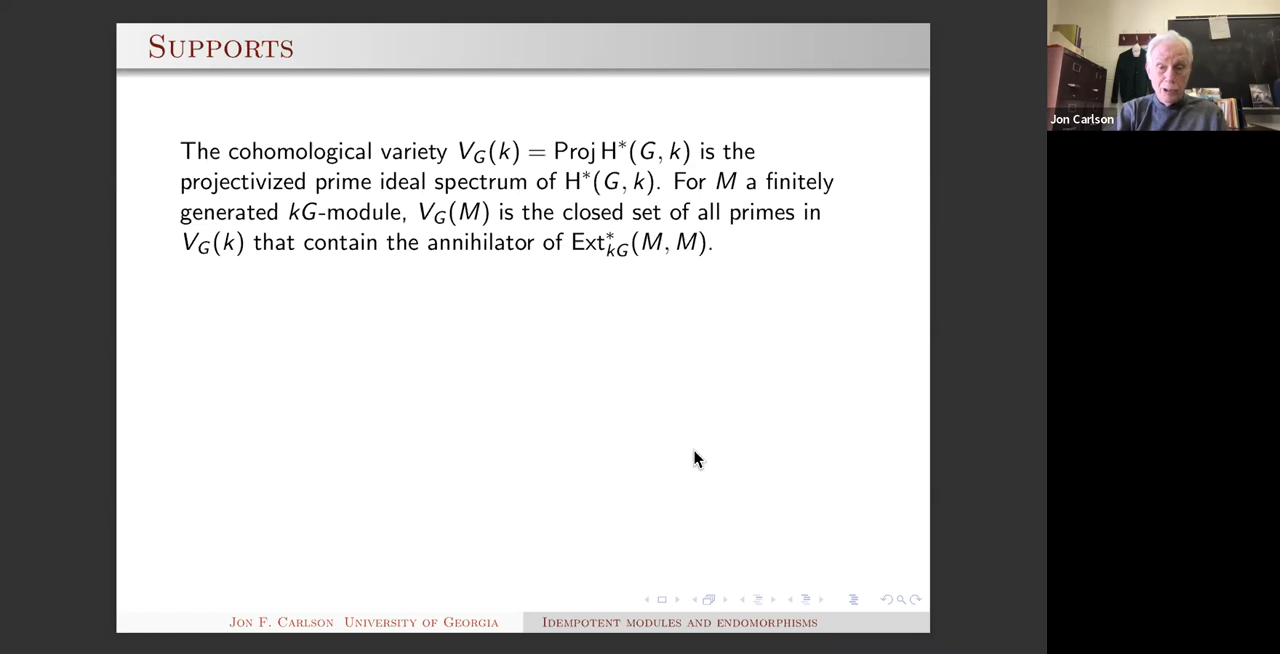 SUPPORTS
The cohomological variety V_G(k) = Proj H*(G, k) is the
projectivized prime ideal spectrum of H*(G, k). For M a finitely
generated kG-module, V_G(M) is the closed set of all primes in
V_G(k) that contain the annihilator of Ext*_{kG}(M, M).
Jon Carlson
JON F. CARLSON UNIVERSITY OF GEORGIA
IDEMPOTENT MODULES AND ENDOMORPHISMS